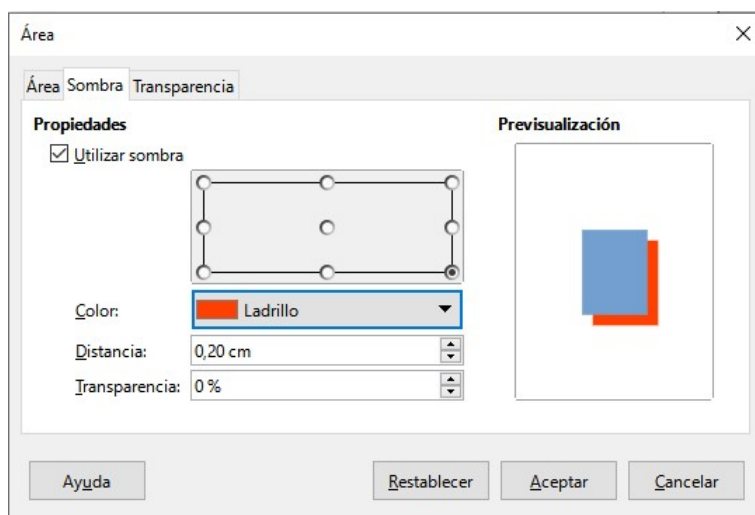 Área
Área Sombra Transparencia
Propiedades
Utilizar sombra
Color: Ladrillo
Distancia: 0,20 cm
Transparencia: 0 %
Previsualización
Ayuda Restablecer Aceptar Cancelar